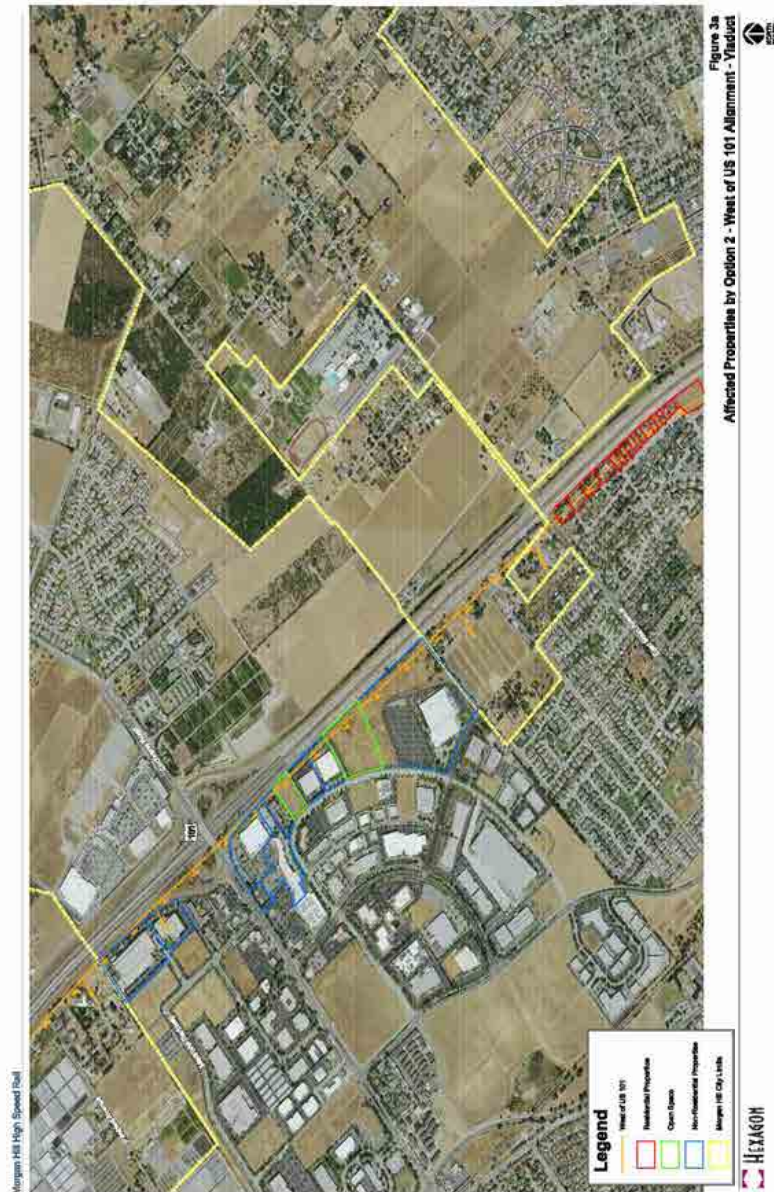 Morgan Hill High Speed Rail
101
Legend
West of US 101
Residential Properties
Open Space
Non-Residential Properties
Morgan Hill City Limits
HEXAGON
Figure 3a
Affected Properties by Option 2 - West of US 101 Alignment - Viaduct